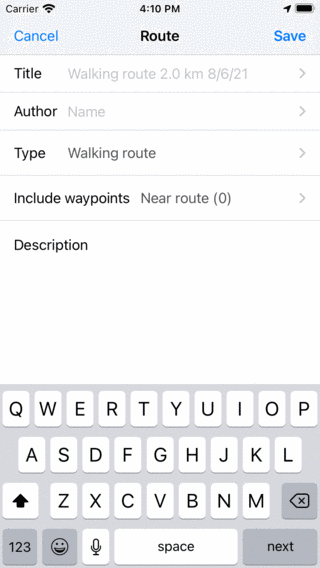 Carrier 4:10 PM
Cancel Route Save
Title Walking route 2.0 km 8/6/21
Author Name
Type Walking route
Include waypoints Near route (0)
Description
Q W E R T Y U I O P
A S D F G H J K L
Z X C V B N M
123 space next